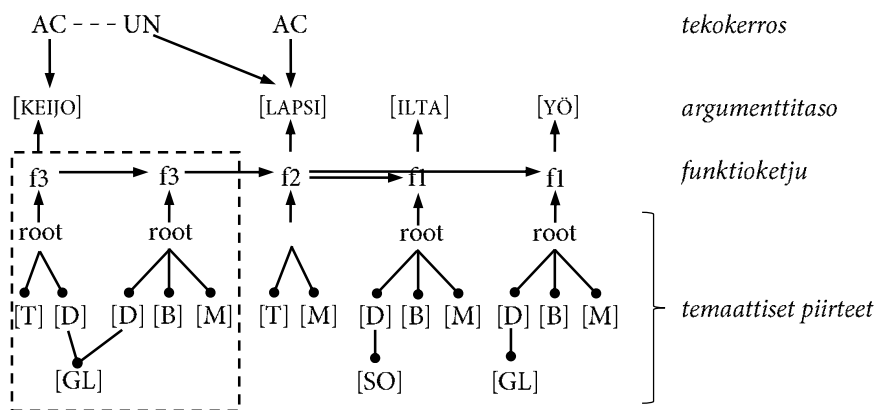 AC --- UN AC tekokerros
[KEIJO] [LAPSI] [ILTA] [YÖ] argumenttitaso
f3 f3 f2 f1 f1 funktioketju
root root root root
[T] [D] [D] [B] [M] [T] [M] [D] [B] [M] [D] [B] [M] temaattiset piirteet
[GL] [SO] [GL]